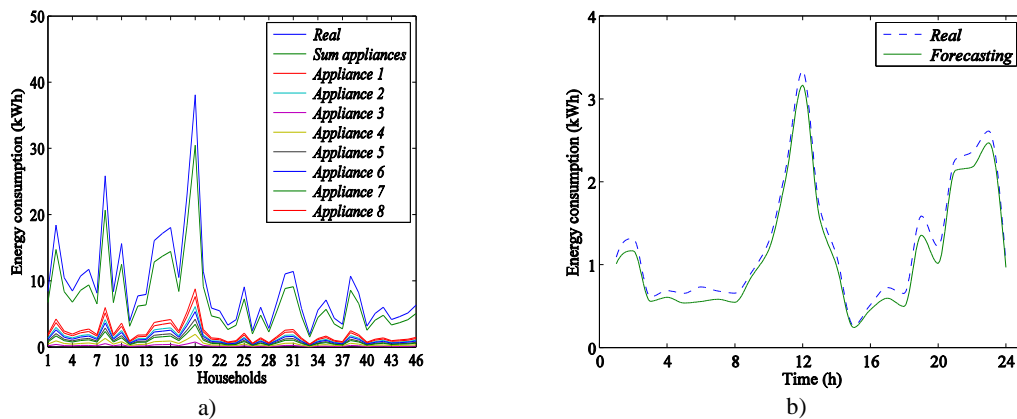 50
40
30
20
10
0
Energy consumption (kWh)
Real
Sum appliances
Appliance 1
Appliance 2
Appliance 3
Appliance 4
Appliance 5
Appliance 6
Appliance 7
Appliance 8
1 4 7 10 13 16 19 22 25 28 31 34 37 40 43 46
Households
a)
4
3
2
1
0
Energy consumption (kWh)
Real
Forecasting
0 4 8 12 16 20 24
Time (h)
b)